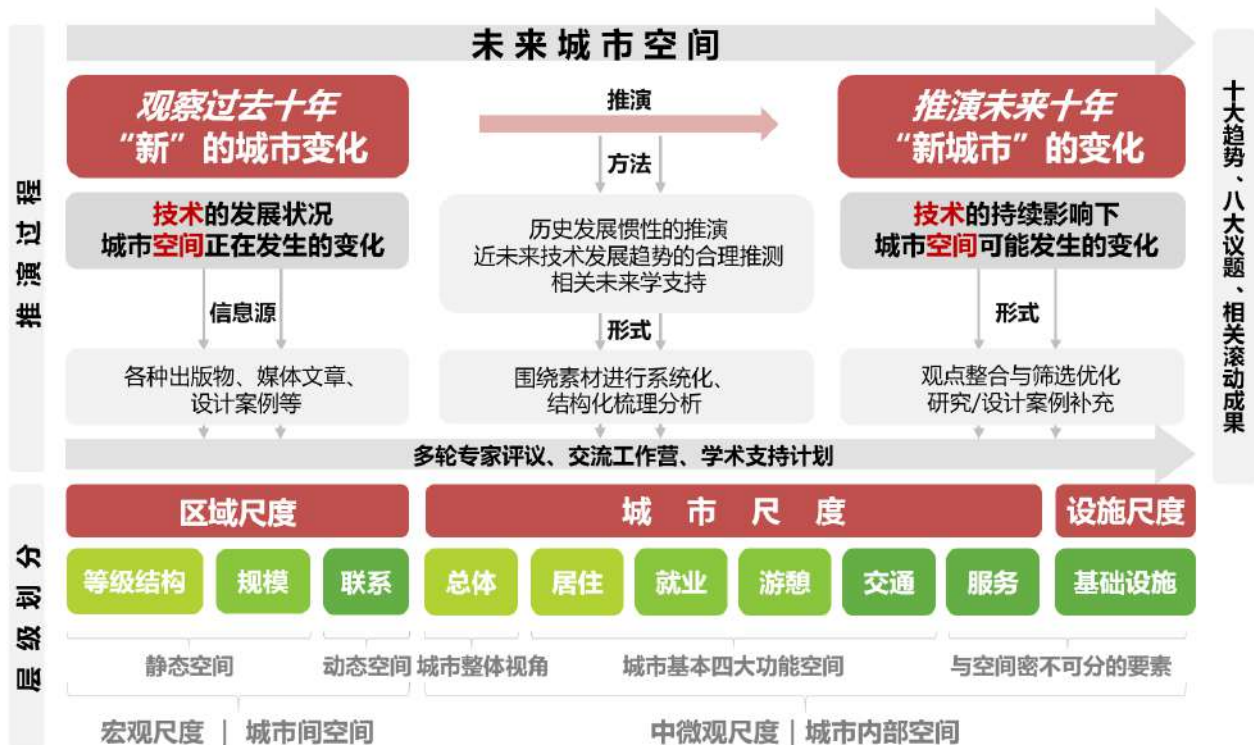 未来城市空间
推演过程
观察过去十年
“新”的城市变化
推演
方法
推演未来十年
“新城市”的变化
技术的发展状况
城市空间正在发生的变化
历史发展惯性的推演
近未来技术发展趋势的合理推测
相关未来学支持
技术的持续影响下
城市空间可能发生的变化
信息源
形式
形式
各种出版物、媒体文章、
设计案例等
围绕素材进行系统化、
结构化梳理分析
观点整合与筛选优化
研究/设计案例补充
多轮专家评议、交流工作营、学术支持计划
十大趋势、八大议题、相关滚动成果
层级划分
区域尺度
城市尺度
设施尺度
等级结构
规模
联系
总体
居住
就业
游憩
交通
服务
基础设施
静态空间
动态空间
城市整体视角
城市基本四大功能空间
与空间密不可分的要素
宏观尺度 | 城市间空间
中微观尺度 | 城市内部空间